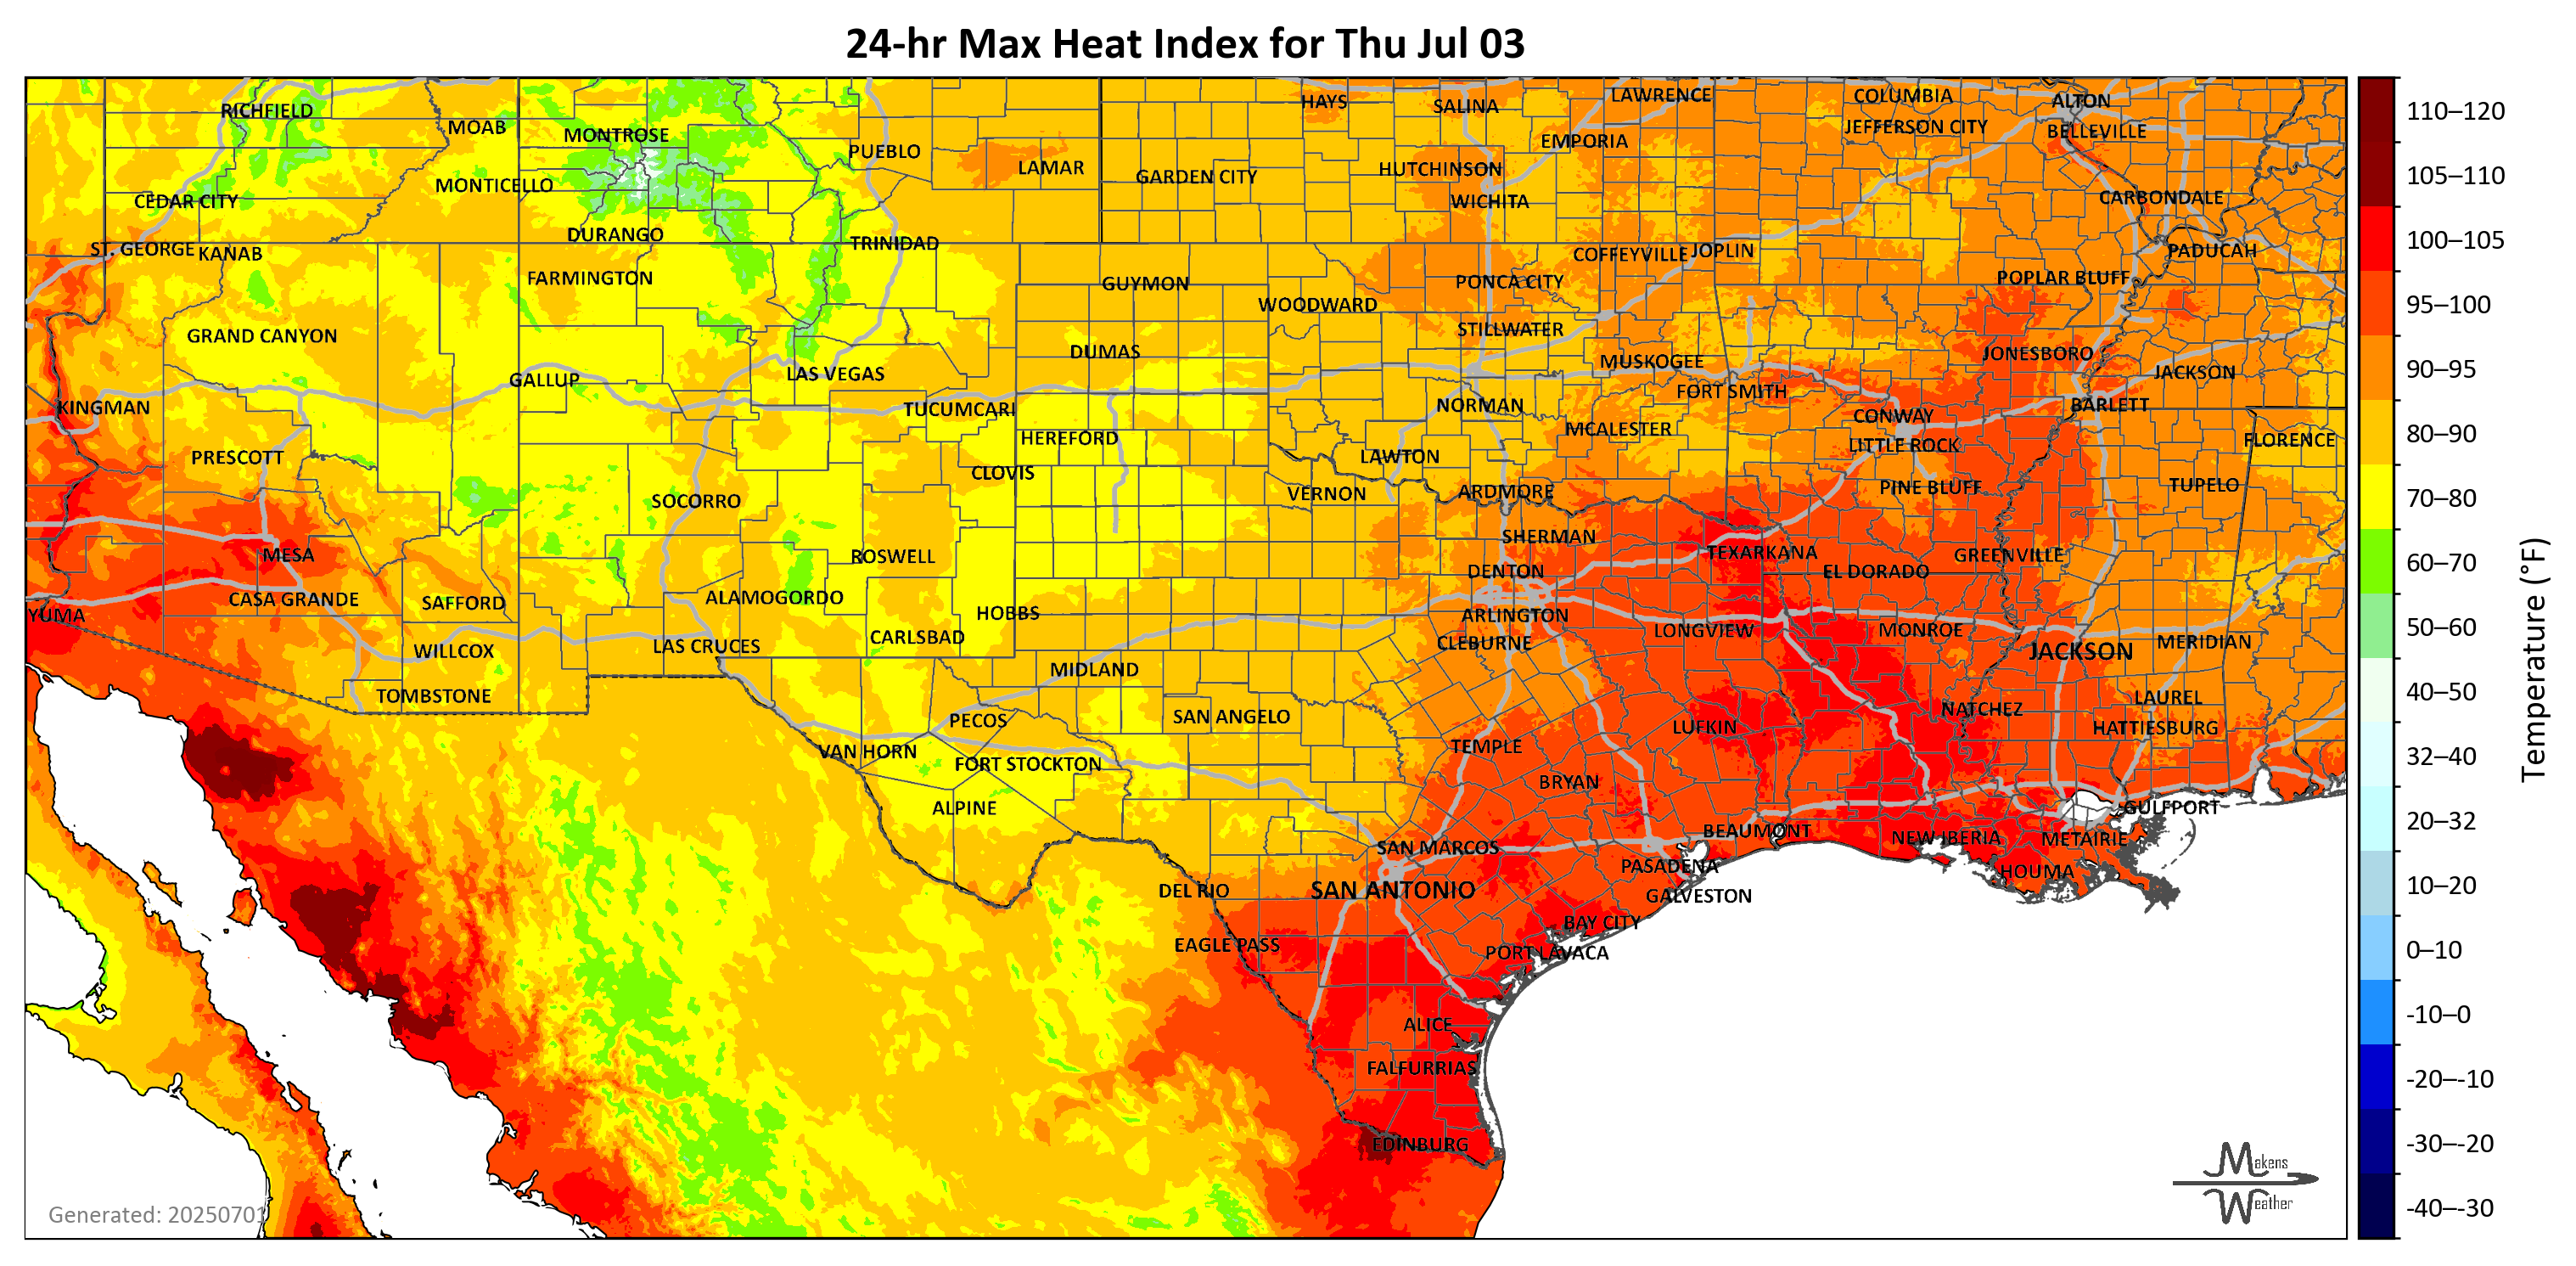 24-hr Max Heat Index for Thu Jul 03
RICHFIELD
MOAB
MONTROSE
PUEBLO
LAMAR
GARDEN CITY
HAYS
SALINA
LAWRENCE
COLUMBIA
ALTON
EMPORIA
JEFFERSON CITY
BELLEVILLE
HUTCHINSON
MONTICELLO
CEDAR CITY
WICHITA
CARBONDALE
DURANGO
TRINIDAD
ST. GEORGE
KANAB
COFFEYVILLE
JOPLIN
PADUCAH
FARMINGTON
GUYMON
PONCA CITY
POPLAR BLUFF
WOODWARD
GRAND CANYON
STILLWATER
DUMAS
MUSKOGEE
JONESBORO
GALLUP
LAS VEGAS
FORT SMITH
JACKSON
KINGMAN
TUCUMCARI
NORMAN
CONWAY
BARLETT
HEREFORD
MCALESTER
LITTLE ROCK
FLORENCE
PRESCOTT
CLOVIS
LAWTON
SOCORRO
VERNON
ARDMORE
PINE BLUFF
TUPELO
MESA
ROSWELL
SHERMAN
TEXARKANA
GREENVILLE
DENTON
EL DORADO
CASA GRANDE
SAFFORD
ALAMOGORDO
HOBBS
YUMA
ARLINGTON
LAS CRUCES
CARLSBAD
CLEBURNE
LONGVIEW
MONROE
MERIDIAN
WILLCOX
JACKSON
MIDLAND
TOMBSTONE
LAUREL
PECOS
SAN ANGELO
NATCHEZ
LUFKIN
HATTIESBURG
VAN HORN
TEMPLE
FORT STOCKTON
BRYAN
ALPINE
GULFPORT
BEAUMONT
NEW IBERIA
METAIRIE
SAN MARCOS
PASADENA
HOUMA
DEL RIO
SAN ANTONIO
GALVESTON
BAY CITY
EAGLE PASS
PORT LAVACA
ALICE
FALFURRIAS
EDINBURG
Generated: 20250701
Makens
Weather
110–120
105–110
100–105
95–100
90–95
80–90
70–80
60–70
50–60
40–50
32–40
20–32
10–20
0–10
-10–0
-20–-10
-30–-20
-40–-30
Temperature (°F)